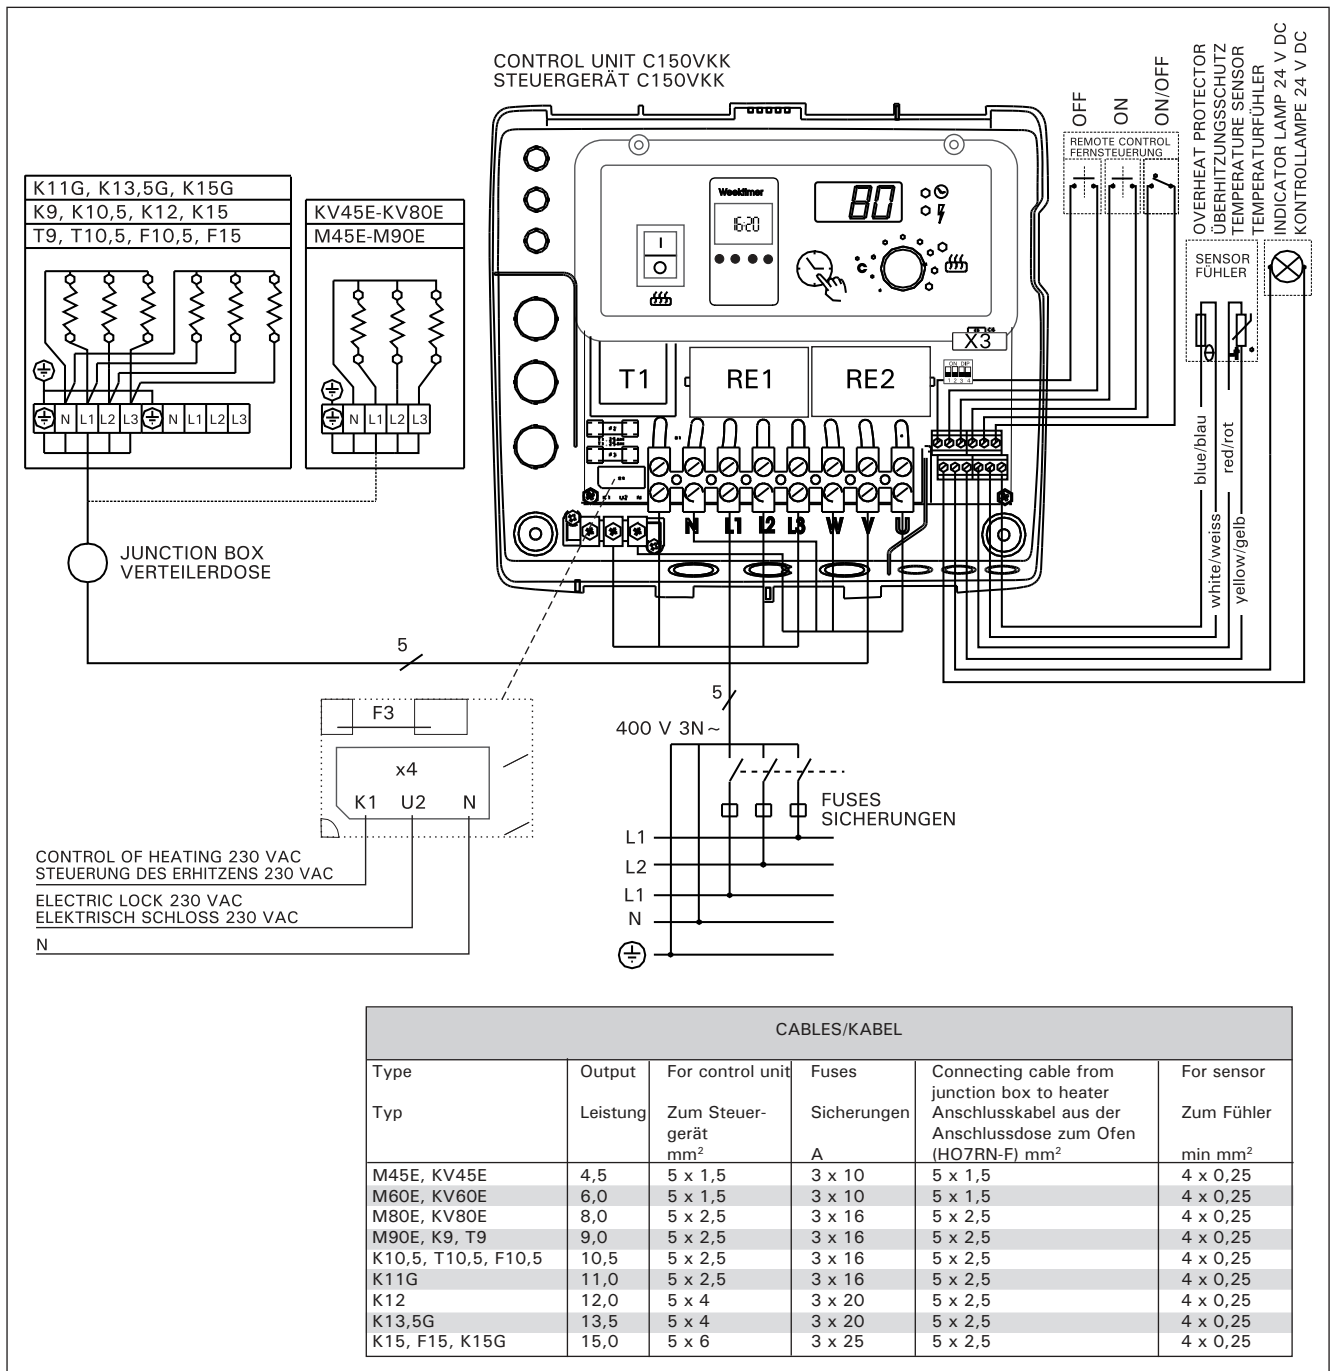 CONTROL UNIT C150VKK
STEUERGERÄT C150VKK
OFF
ON
ON/OFF
REMOTE CONTROL
FERNSTEUERUNG
OVERHEAT PROTECTOR
ÜBERHITZUNGSSCHUTZ
TEMPERATURE SENSOR
TEMPERATURFÜHLER
INDICATOR LAMP 24 V DC
KONTROLLAMPE 24 V DC
SENSOR
FÜHLER
K11G, K13,5G, K15G
K9, K10,5, K12, K15
T9, T10,5, F10,5, F15
KV45E-KV80E
M45E-M90E
N L1 L2 L3 N L1 L2 L3
N L1 L2 L3
Weektimer
16:20
80
I
O
C
X3
T1
RE1
RE2
ON DIP
1 2 3 4
K1 U2 N
N L1 L2 L3 W V U
blue/blau
red/rot
white/weiss
yellow/gelb
JUNCTION BOX
VERTEILERDOSE
5
5
400 V 3N~
F3
x4
K1 U2 N
FUSES
SICHERUNGEN
L1
L2
L1
N
CONTROL OF HEATING 230 VAC
STEUERUNG DES ERHITZENS 230 VAC
ELECTRIC LOCK 230 VAC
ELEKTRISCH SCHLOSS 230 VAC
N
CABLES/KABEL
Type Output For control unit Fuses Connecting cable from For sensor
junction box to heater
Typ Leistung Zum Steuer- Sicherungen Anschlusskabel aus der Zum Fühler
gerät Anschlussdose zum Ofen
mm² A (HO7RN-F) mm² min mm²
M45E, KV45E 4,5 5 x 1,5 3 x 10 5 x 1,5 4 x 0,25
M60E, KV60E 6,0 5 x 1,5 3 x 10 5 x 1,5 4 x 0,25
M80E, KV80E 8,0 5 x 2,5 3 x 16 5 x 2,5 4 x 0,25
M90E, K9, T9 9,0 5 x 2,5 3 x 16 5 x 2,5 4 x 0,25
K10,5, T10,5, F10,5 10,5 5 x 2,5 3 x 16 5 x 2,5 4 x 0,25
K11G 11,0 5 x 2,5 3 x 16 5 x 2,5 4 x 0,25
K12 12,0 5 x 4 3 x 20 5 x 2,5 4 x 0,25
K13,5G 13,5 5 x 4 3 x 20 5 x 2,5 4 x 0,25
K15, F15, K15G 15,0 5 x 6 3 x 25 5 x 2,5 4 x 0,25